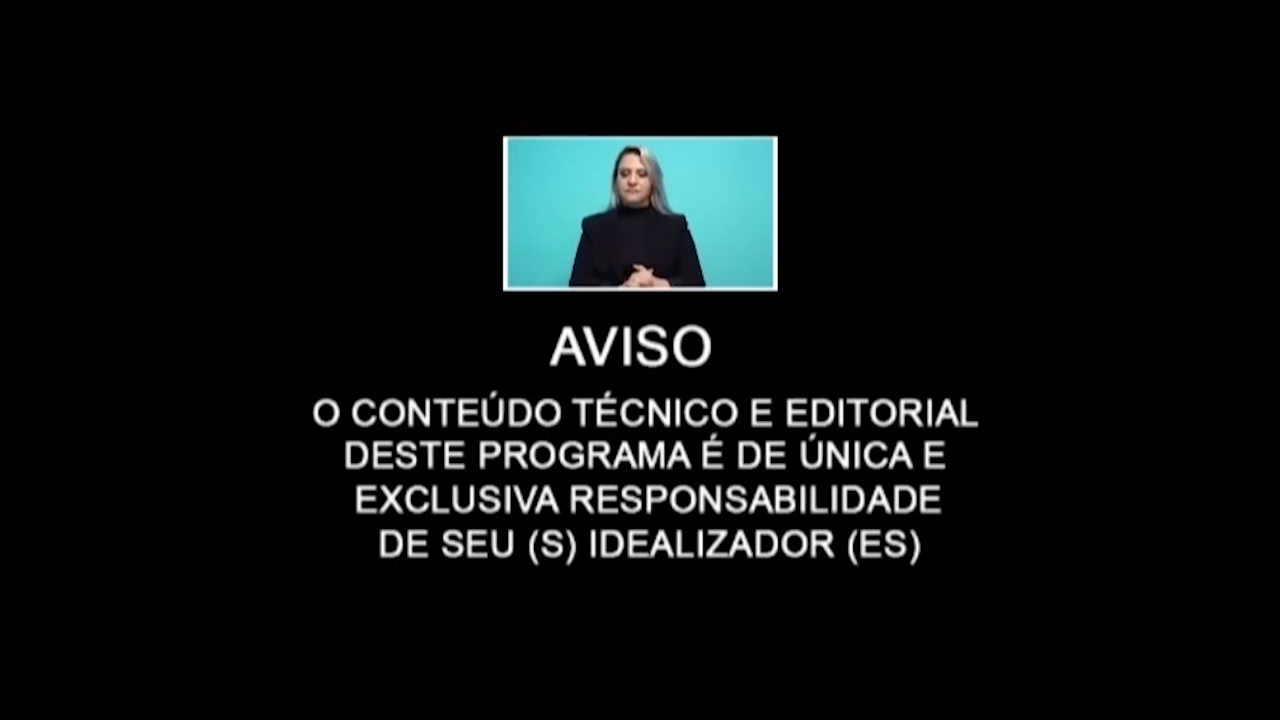 AVISO
O CONTEÚDO TÉCNICO E EDITORIAL
DESTE PROGRAMA É DE ÚNICA E
EXCLUSIVA RESPONSABILIDADE
DE SEU (S) IDEALIZADOR (ES)